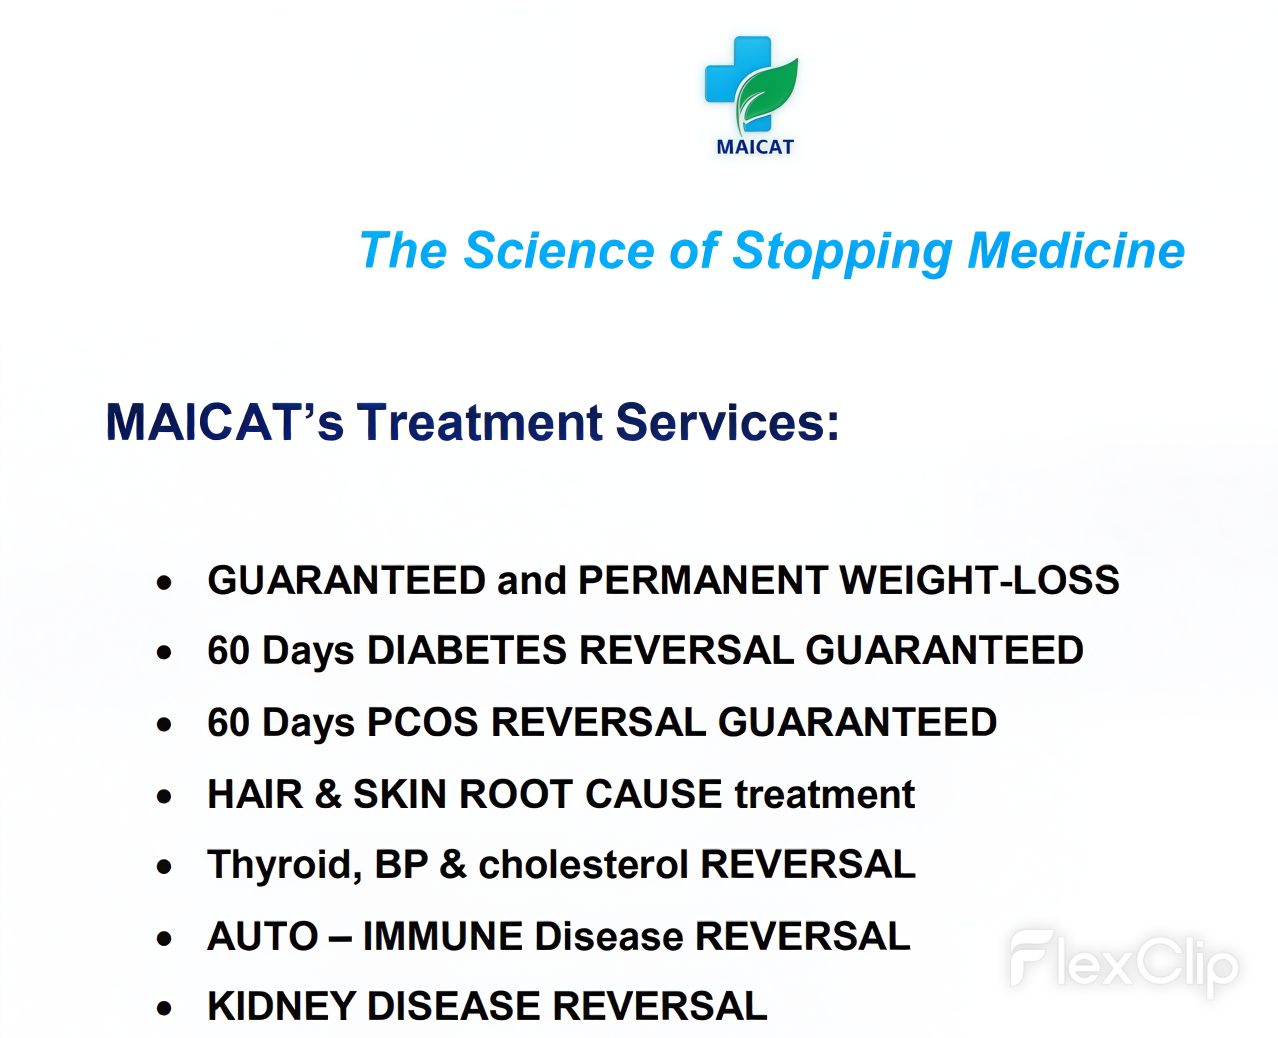 MAICAT
The Science of Stopping Medicine
MAICAT’s Treatment Services:
• GUARANTEED and PERMANENT WEIGHT-LOSS
• 60 Days DIABETES REVERSAL GUARANTEED
• 60 Days PCOS REVERSAL GUARANTEED
• HAIR & SKIN ROOT CAUSE treatment
• Thyroid, BP & cholesterol REVERSAL
• AUTO – IMMUNE Disease REVERSAL
• KIDNEY DISEASE REVERSAL
FlexClip